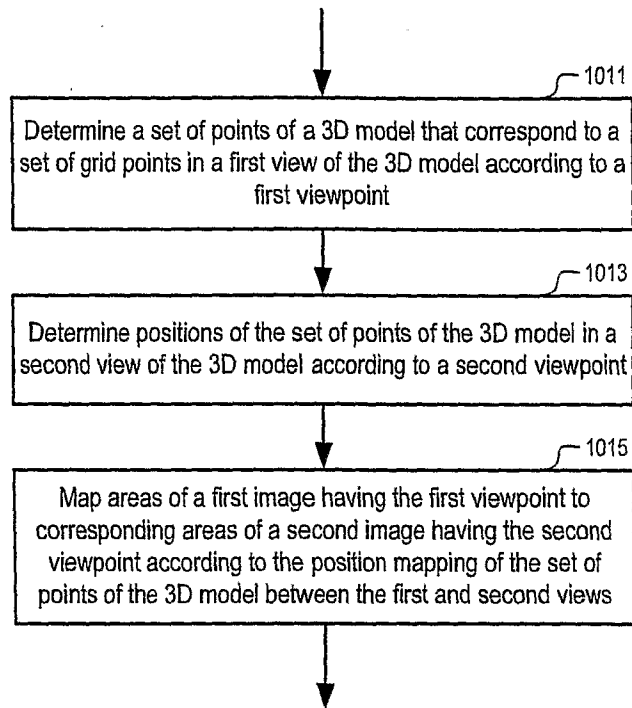 1011
Determine a set of points of a 3D model that correspond to a
set of grid points in a first view of the 3D model according to a
first viewpoint
1013
Determine positions of the set of points of the 3D model in a
second view of the 3D model according to a second viewpoint
1015
Map areas of a first image having the first viewpoint to
corresponding areas of a second image having the second
viewpoint according to the position mapping of the set of
points of the 3D model between the first and second views